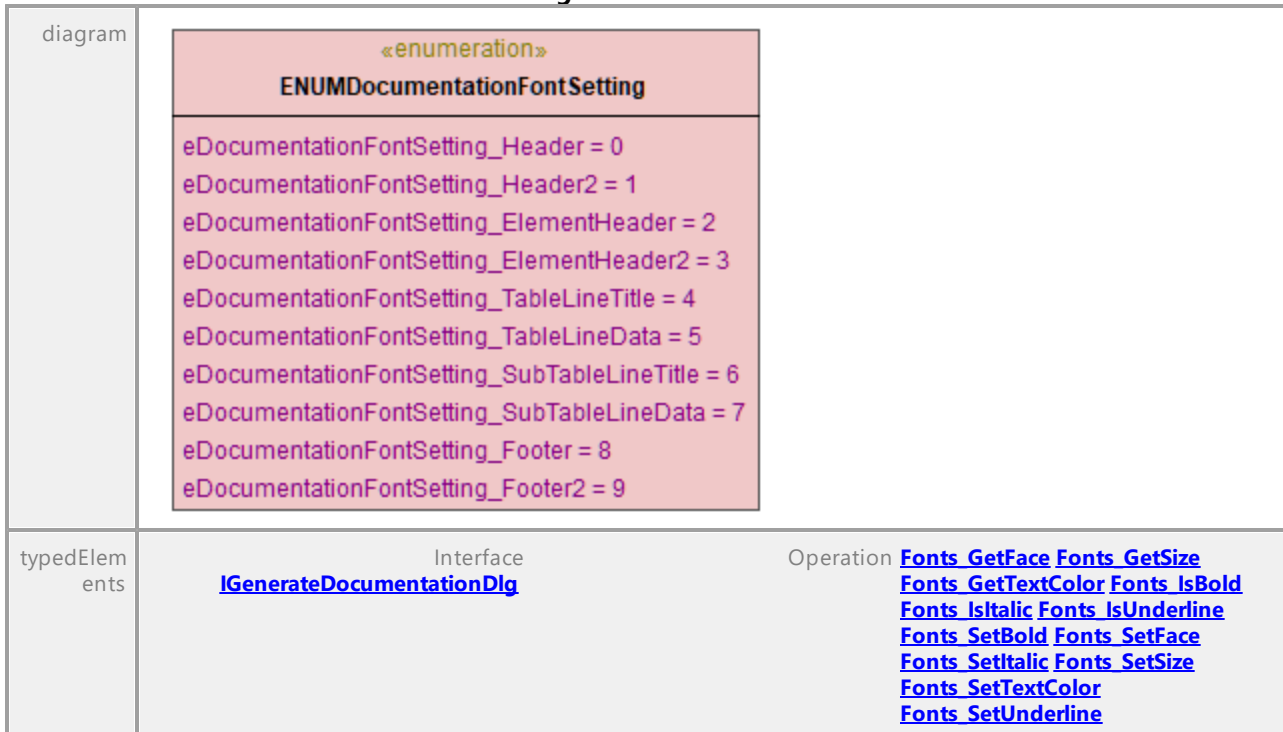 diagram
«enumeration»
ENUMDocumentationFontSetting
eDocumentationFontSetting_Header = 0
eDocumentationFontSetting_Header2 = 1
eDocumentationFontSetting_ElementHeader = 2
eDocumentationFontSetting_ElementHeader2 = 3
eDocumentationFontSetting_TableLineTitle = 4
eDocumentationFontSetting_TableLineData = 5
eDocumentationFontSetting_SubTableLineTitle = 6
eDocumentationFontSetting_SubTableLineData = 7
eDocumentationFontSetting_Footer = 8
eDocumentationFontSetting_Footer2 = 9
typedElem
ents
Interface
IGenerateDocumentationDlg
Operation Fonts_GetFace Fonts_GetSize
Fonts_GetTextColor Fonts_IsBold
Fonts_IsItalic Fonts_IsUnderline
Fonts_SetBold Fonts_SetFace
Fonts_SetItalic Fonts_SetSize
Fonts_SetTextColor
Fonts_SetUnderline